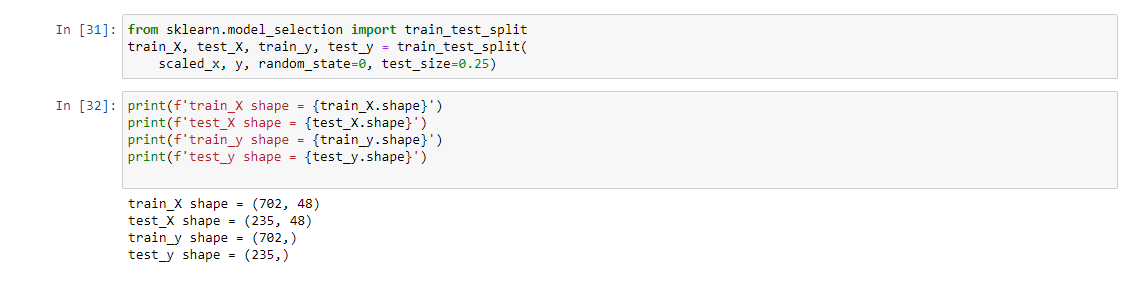 In [31]: from sklearn.model_selection import train_test_split
train_X, test_X, train_y, test_y = train_test_split(
    scaled_x, y, random_state=0, test_size=0.25)
In [32]: print(f'train_X shape = {train_X.shape}')
print(f'test_X shape = {test_X.shape}')
print(f'train_y shape = {train_y.shape}')
print(f'test_y shape = {test_y.shape}')
train_X shape = (702, 48)
test_X shape = (235, 48)
train_y shape = (702,)
test_y shape = (235,)